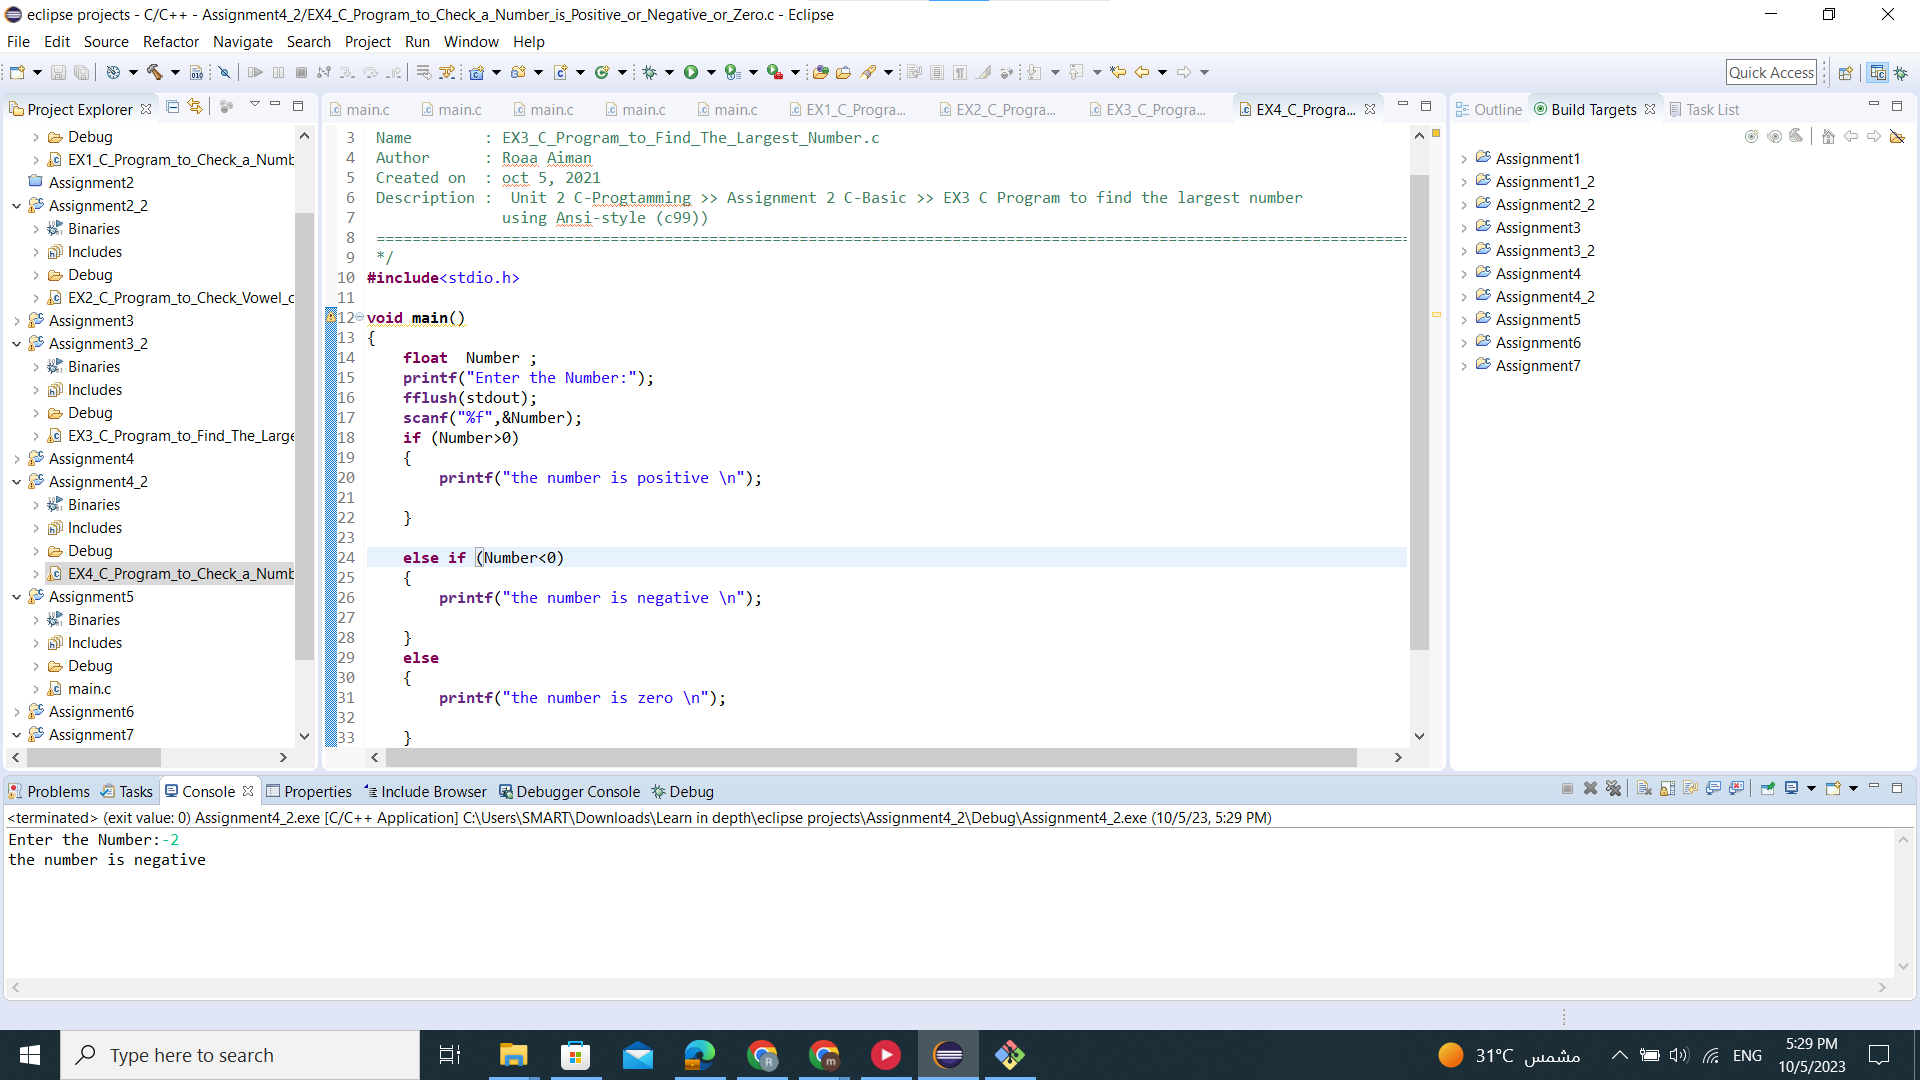 eclipse projects - C/C++ - Assignment4_2/EX4_C_Program_to_Check_a_Number_is_Positive_or_Negative_or_Zero.c - Eclipse
File Edit Source Refactor Navigate Search Project Run Window Help
Quick Access
Project Explorer
Debug
EX1_C_Program_to_Check_a_Numb
Assignment2
Assignment2_2
Binaries
Includes
Debug
EX2_C_Program_to_Check_Vowel_c
Assignment3
Assignment3_2
Binaries
Includes
Debug
EX3_C_Program_to_Find_The_Large
Assignment4
Assignment4_2
Binaries
Includes
Debug
EX4_C_Program_to_Check_a_Numb
Assignment5
Binaries
Includes
Debug
main.c
Assignment6
Assignment7
main.c main.c main.c main.c main.c EX1_C_Progra... EX2_C_Progra... EX3_C_Progra... EX4_C_Progra...
3 Name : EX3_C_Program_to_Find_The_Largest_Number.c
4 Author : Roaa Aiman
5 Created on : oct 5, 2021
6 Description : Unit 2 C-Progtamming >> Assignment 2 C-Basic >> EX3 C Program to find the largest number
7 using Ansi-style (c99))
8 ===================================================================================================================
9 */
10 #include<stdio.h>
11
12 void main()
13 {
14 float Number ;
15 printf("Enter the Number:");
16 fflush(stdout);
17 scanf("%f",&Number);
18 if (Number>0)
19 {
20 printf("the number is positive \n");
21
22 }
23
24 else if (Number<0)
25 {
26 printf("the number is negative \n");
27
28 }
29 else
30 {
31 printf("the number is zero \n");
32
33 }
Outline Build Targets Task List
Assignment1
Assignment1_2
Assignment2_2
Assignment3
Assignment3_2
Assignment4
Assignment4_2
Assignment5
Assignment6
Assignment7
Problems Tasks Console Properties Include Browser Debugger Console Debug
<terminated> (exit value: 0) Assignment4_2.exe [C/C++ Application] C:\Users\SMART\Downloads\Learn in depth\eclipse projects\Assignment4_2\Debug\Assignment4_2.exe (10/5/23, 5:29 PM)
Enter the Number:-2
the number is negative
Type here to search
31°C مشمس
ENG
5:29 PM
10/5/2023